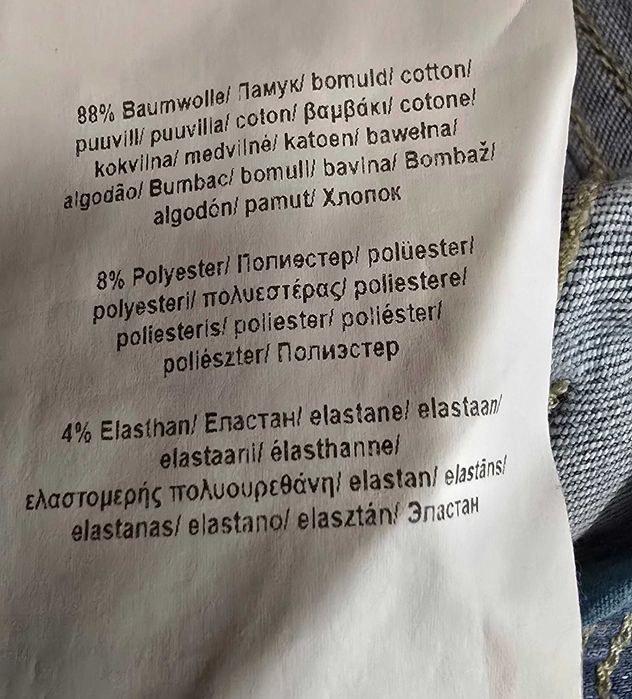 88% Baumwolle/ Памук/ bomuld/ cotton/
puuvill/ puuvilla/ coton/ βαμβάκι/ cotone/
kokvilna/ medvilnė/ katoen/ bawełna/
algodão/ Bumbac/ bomull/ bavlna/ Bombaž/
algodón/ pamut/ Хлопок
8% Polyester/ Полиестер/ polüester/
polyesteri/ πολυεστέρας/ poliestere/
poliesteris/ poliester/ poliéster/
poliészter/ Полиэстер
4% Elasthan/ Еластан/ elastane/ elastaan/
elastaani/ élasthanne/
ελαστομερής πολυουρεθάνη/ elastan/ elastāns/
elastanas/ elastano/ elasztán/ Эластан